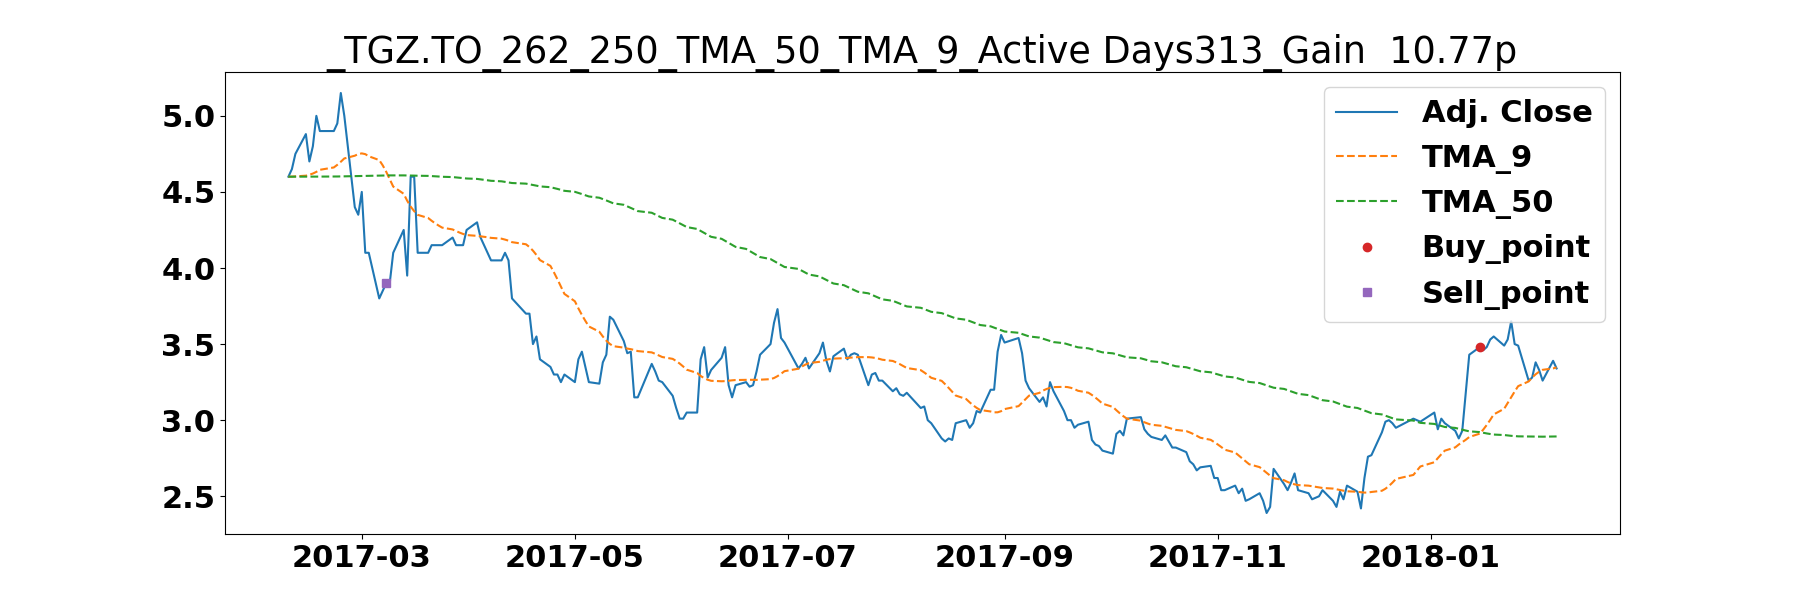 _TGZ.TO_262_250_TMA_50_TMA_9_Active Days313_Gain  10.77p
5.0
4.5
4.0
3.5
3.0
2.5
Adj. Close
TMA_9
TMA_50
Buy_point
Sell_point
2017-03 2017-05 2017-07 2017-09 2017-11 2018-01